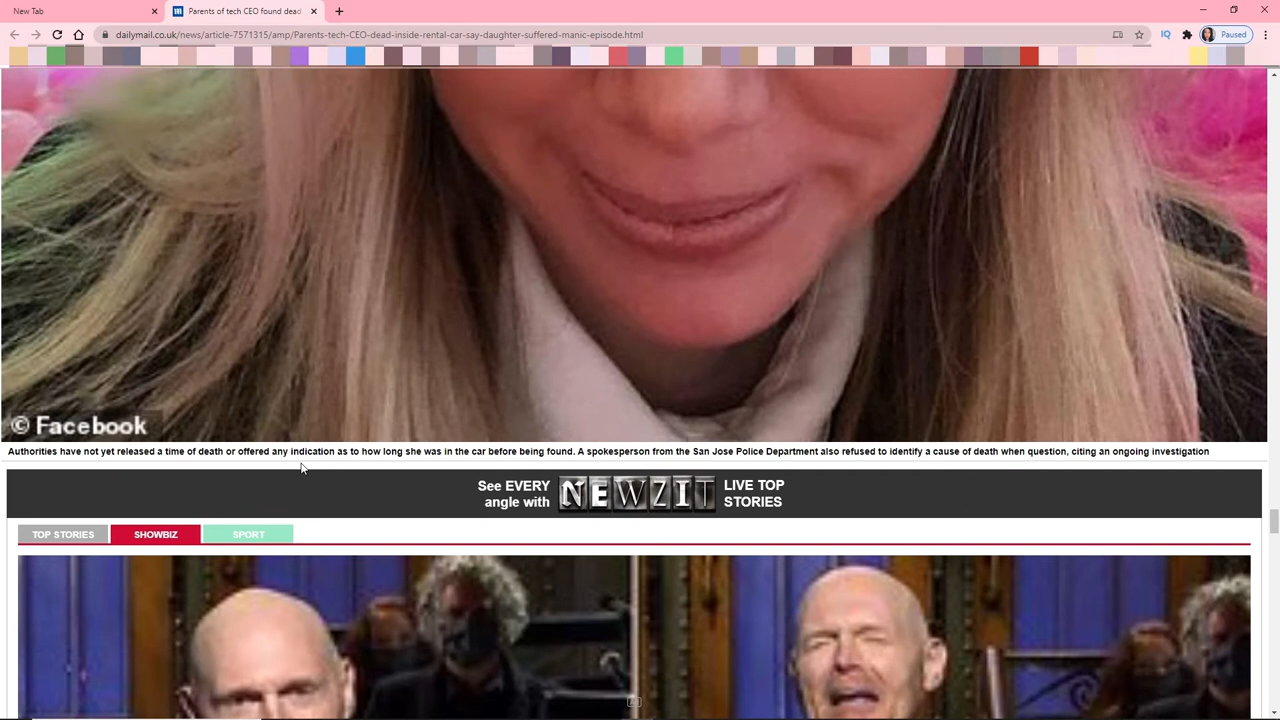 New Tab
Parents of tech CEO found dead
dailymail.co.uk/news/article-7571315/amp/Parents-tech-CEO-dead-inside-rental-car-say-daughter-suffered-manic-episode.html
IQ
Paused
© Facebook
Authorities have not yet released a time of death or offered any indication as to how long she was in the car before being found. A spokesperson from the San Jose Police Department also refused to identify a cause of death when question, citing an ongoing investigation
See EVERY
angle with
NEWZIT
LIVE TOP
STORIES
TOP STORIES
SHOWBIZ
SPORT